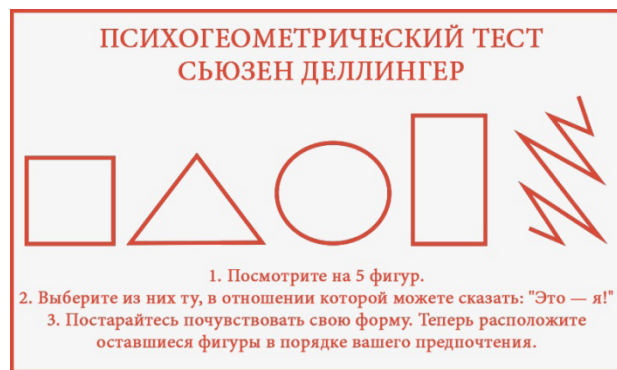 ПСИХОГЕОМЕТРИЧЕСКИЙ ТЕСТ
СЬЮЗЕН ДЕЛЛИНГЕР
1. Посмотрите на 5 фигур.
2. Выберите из них ту, в отношении которой можете сказать: "Это — я!"
3. Постарайтесь почувствовать свою форму. Теперь расположите
оставшиеся фигуры в порядке вашего предпочтения.